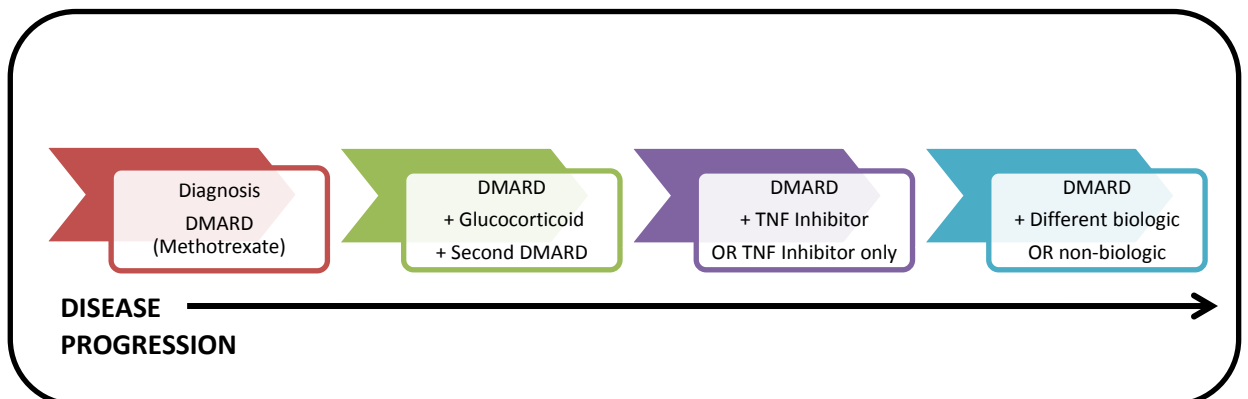 Diagnosis
DMARD
(Methotrexate)
DMARD
+ Glucocorticoid
+ Second DMARD
DMARD
+ TNF Inhibitor
OR TNF Inhibitor only
DMARD
+ Different biologic
OR non-biologic
DISEASE
PROGRESSION